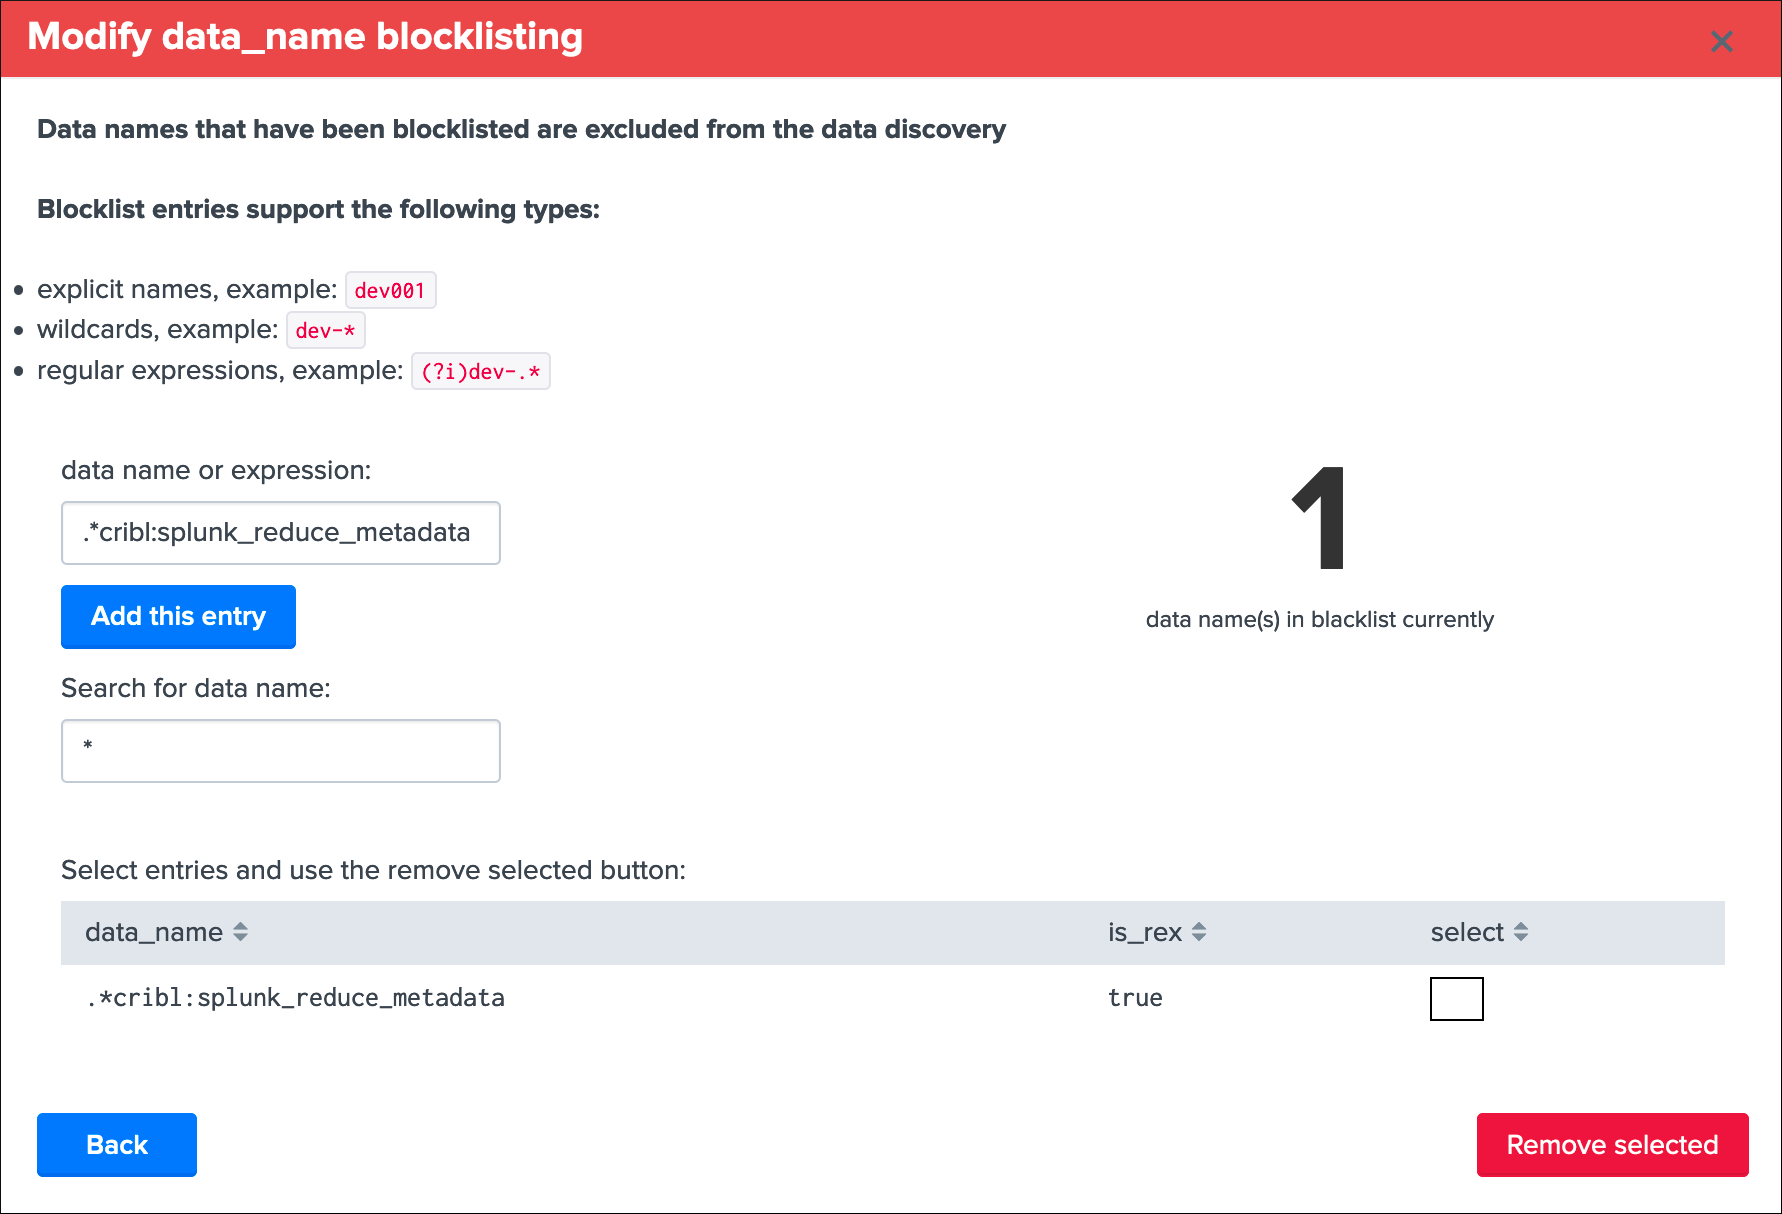 Modify data_name blocklisting
Data names that have been blocklisted are excluded from the data discovery
Blocklist entries support the following types:
explicit names, example: dev001
wildcards, example: dev-*
regular expressions, example: (?i)dev-.*
data name or expression:
.*cribl:splunk_reduce_metadata
Add this entry
1
data name(s) in blacklist currently
Search for data name:
*
Select entries and use the remove selected button:
data_name is_rex select
.*cribl:splunk_reduce_metadata true
Back Remove selected